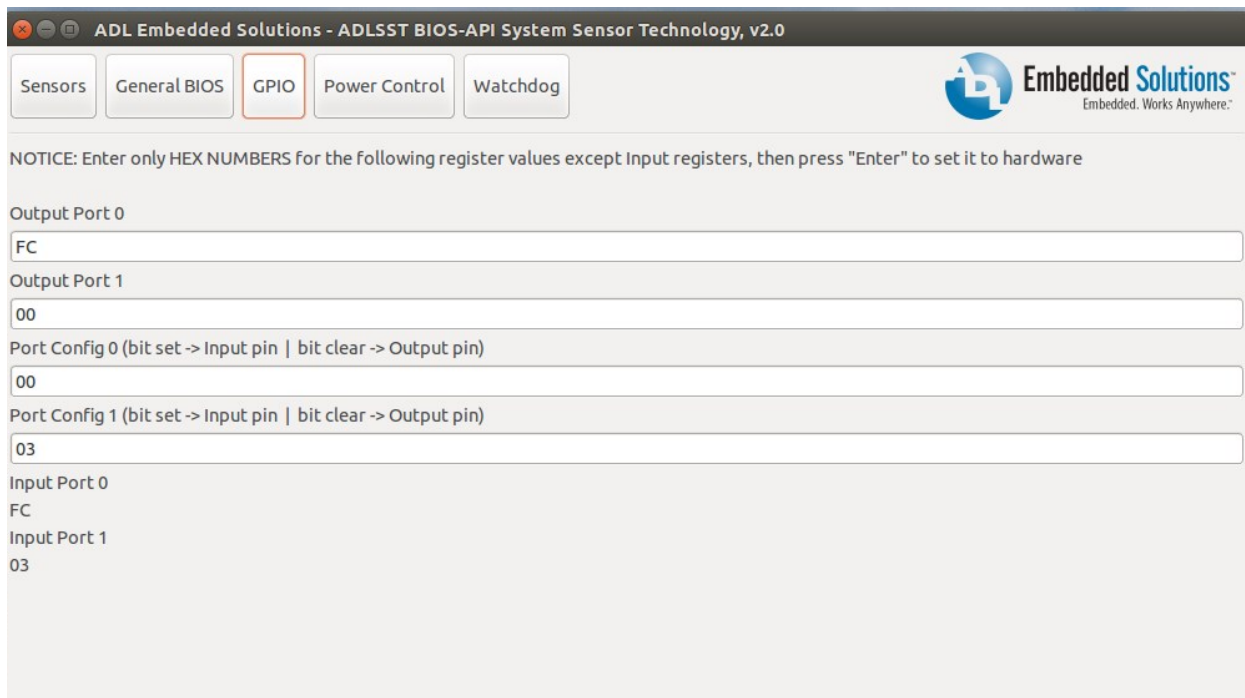 ADL Embedded Solutions - ADLSST BIOS-API System Sensor Technology, v2.0
Sensors General BIOS GPIO Power Control Watchdog
ADL Embedded Solutions™
Embedded. Works Anywhere.™
NOTICE: Enter only HEX NUMBERS for the following register values except Input registers, then press "Enter" to set it to hardware
Output Port 0
FC
Output Port 1
00
Port Config 0 (bit set -> Input pin | bit clear -> Output pin)
00
Port Config 1 (bit set -> Input pin | bit clear -> Output pin)
03
Input Port 0
FC
Input Port 1
03